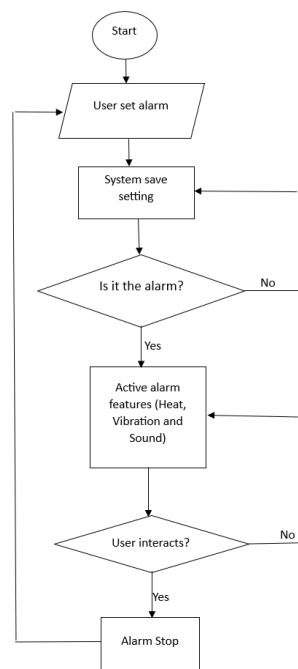 Start
User set alarm
System save
setting
Is it the alarm?
No
Yes
Active alarm
features (Heat,
Vibration and
Sound)
User interacts?
No
Yes
Alarm Stop